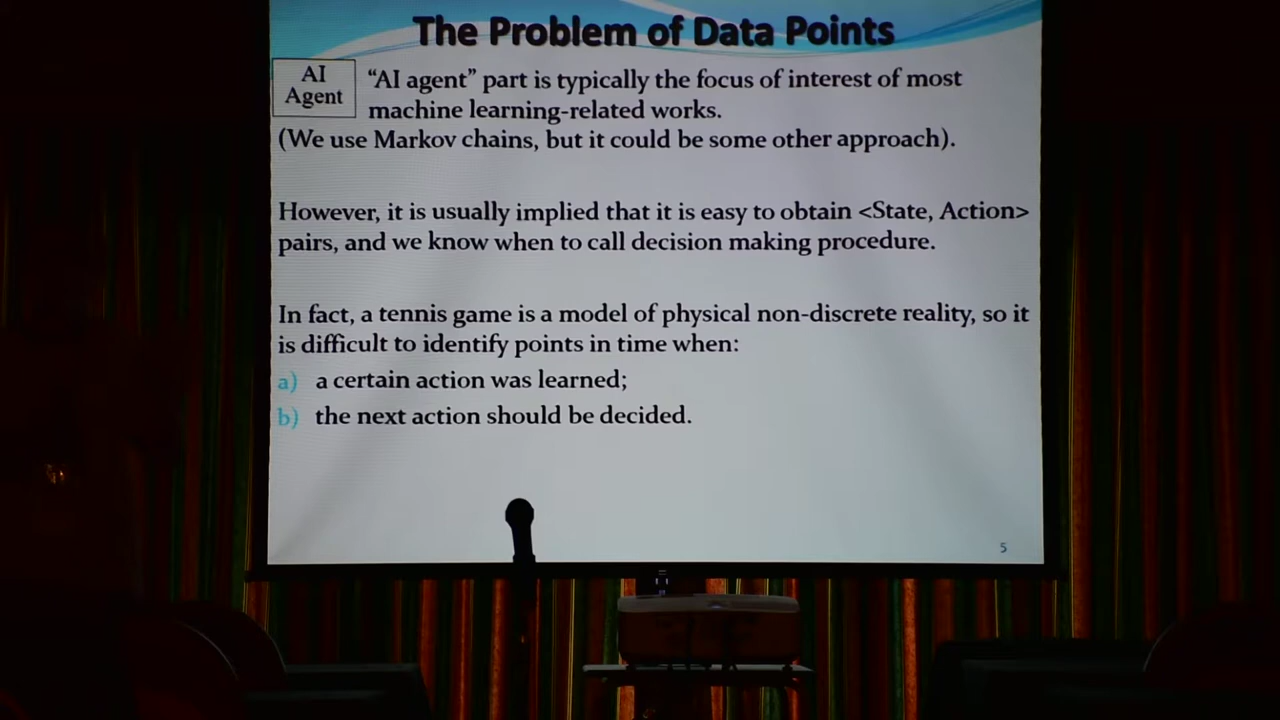 The Problem of Data Points
AI
Agent
“AI agent” part is typically the focus of interest of most
machine learning-related works.
(We use Markov chains, but it could be some other approach).
However, it is usually implied that it is easy to obtain <State, Action>
pairs, and we know when to call decision making procedure.
In fact, a tennis game is a model of physical non-discrete reality, so it
is difficult to identify points in time when:
a) a certain action was learned;
b) the next action should be decided.
5